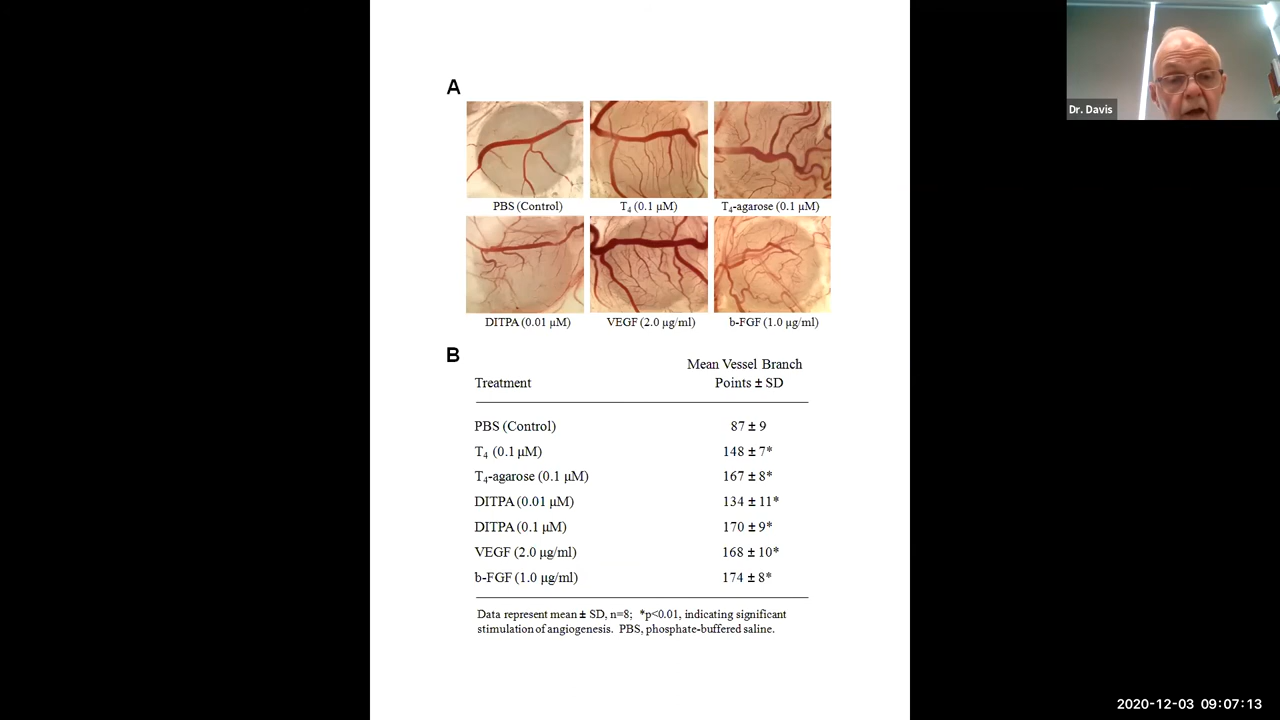 A
PBS (Control)
T4 (0.1 μM)
T4-agarose (0.1 μM)
DITPA (0.01 μM)
VEGF (2.0 μg/ml)
b-FGF (1.0 μg/ml)
B
Mean Vessel Branch
Treatment Points ± SD
PBS (Control) 87 ± 9
T4 (0.1 μM) 148 ± 7*
T4-agarose (0.1 μM) 167 ± 8*
DITPA (0.01 μM) 134 ± 11*
DITPA (0.1 μM) 170 ± 9*
VEGF (2.0 μg/ml) 168 ± 10*
b-FGF (1.0 μg/ml) 174 ± 8*
Data represent mean ± SD, n=8; *p<0.01, indicating significant
stimulation of angiogenesis. PBS, phosphate-buffered saline.
Dr. Davis
2020-12-03 09:07:13